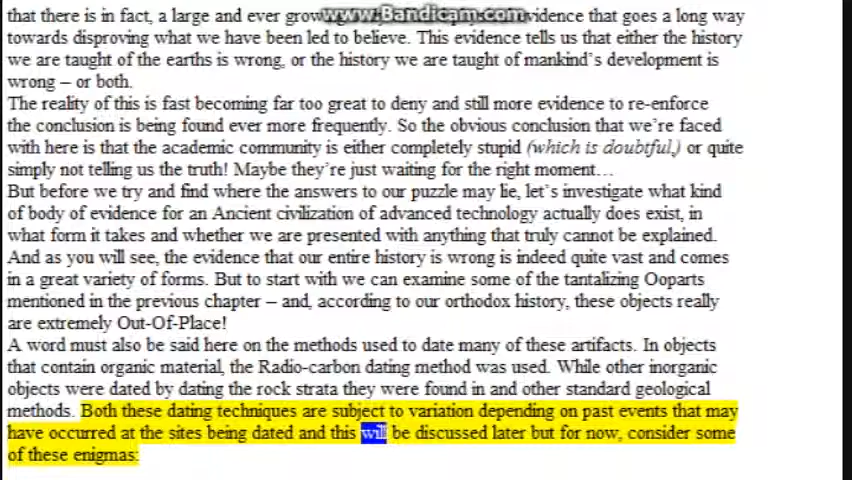 www.Bandicam.com
that there is in fact, a large and ever growing evidence that goes a long way
towards disproving what we have been led to believe. This evidence tells us that either the history
we are taught of the earths is wrong, or the history we are taught of mankind's development is
wrong – or both.
The reality of this is fast becoming far too great to deny and still more evidence to re-enforce
the conclusion is being found ever more frequently. So the obvious conclusion that we're faced
with here is that the academic community is either completely stupid (which is doubtful,) or quite
simply not telling us the truth! Maybe they're just waiting for the right moment…
But before we try and find where the answers to our puzzle may lie, let's investigate what kind
of body of evidence for an Ancient civilization of advanced technology actually does exist, in
what form it takes and whether we are presented with anything that truly cannot be explained.
And as you will see, the evidence that our entire history is wrong is indeed quite vast and comes
in a great variety of forms. But to start with we can examine some of the tantalizing Ooparts
mentioned in the previous chapter – and, according to our orthodox history, these objects really
are extremely Out-Of-Place!
A word must also be said here on the methods used to date many of these artifacts. In objects
that contain organic material, the Radio-carbon dating method was used. While other inorganic
objects were dated by dating the rock strata they were found in and other standard geological
methods. Both these dating techniques are subject to variation depending on past events that may
have occurred at the sites being dated and this will be discussed later but for now, consider some
of these enigmas: